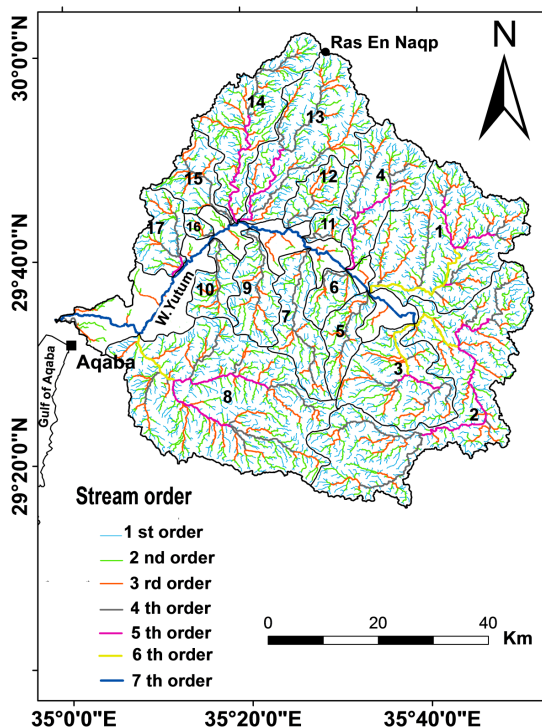 Ras En Naqp
N
30°0'0"N
29°40'0"N
29°20'0"N
14
13
12
4
15
1
17
16
11
10
9
6
7
5
3
8
2
W.Yutum
Aqaba
Gulf of Aqaba
Stream order
1 st order
2 nd order
3 rd order
4 th order
5 th order
6 th order
7 th order
0 20 40
Km
35°0'0"E 35°20'0"E 35°40'0"E